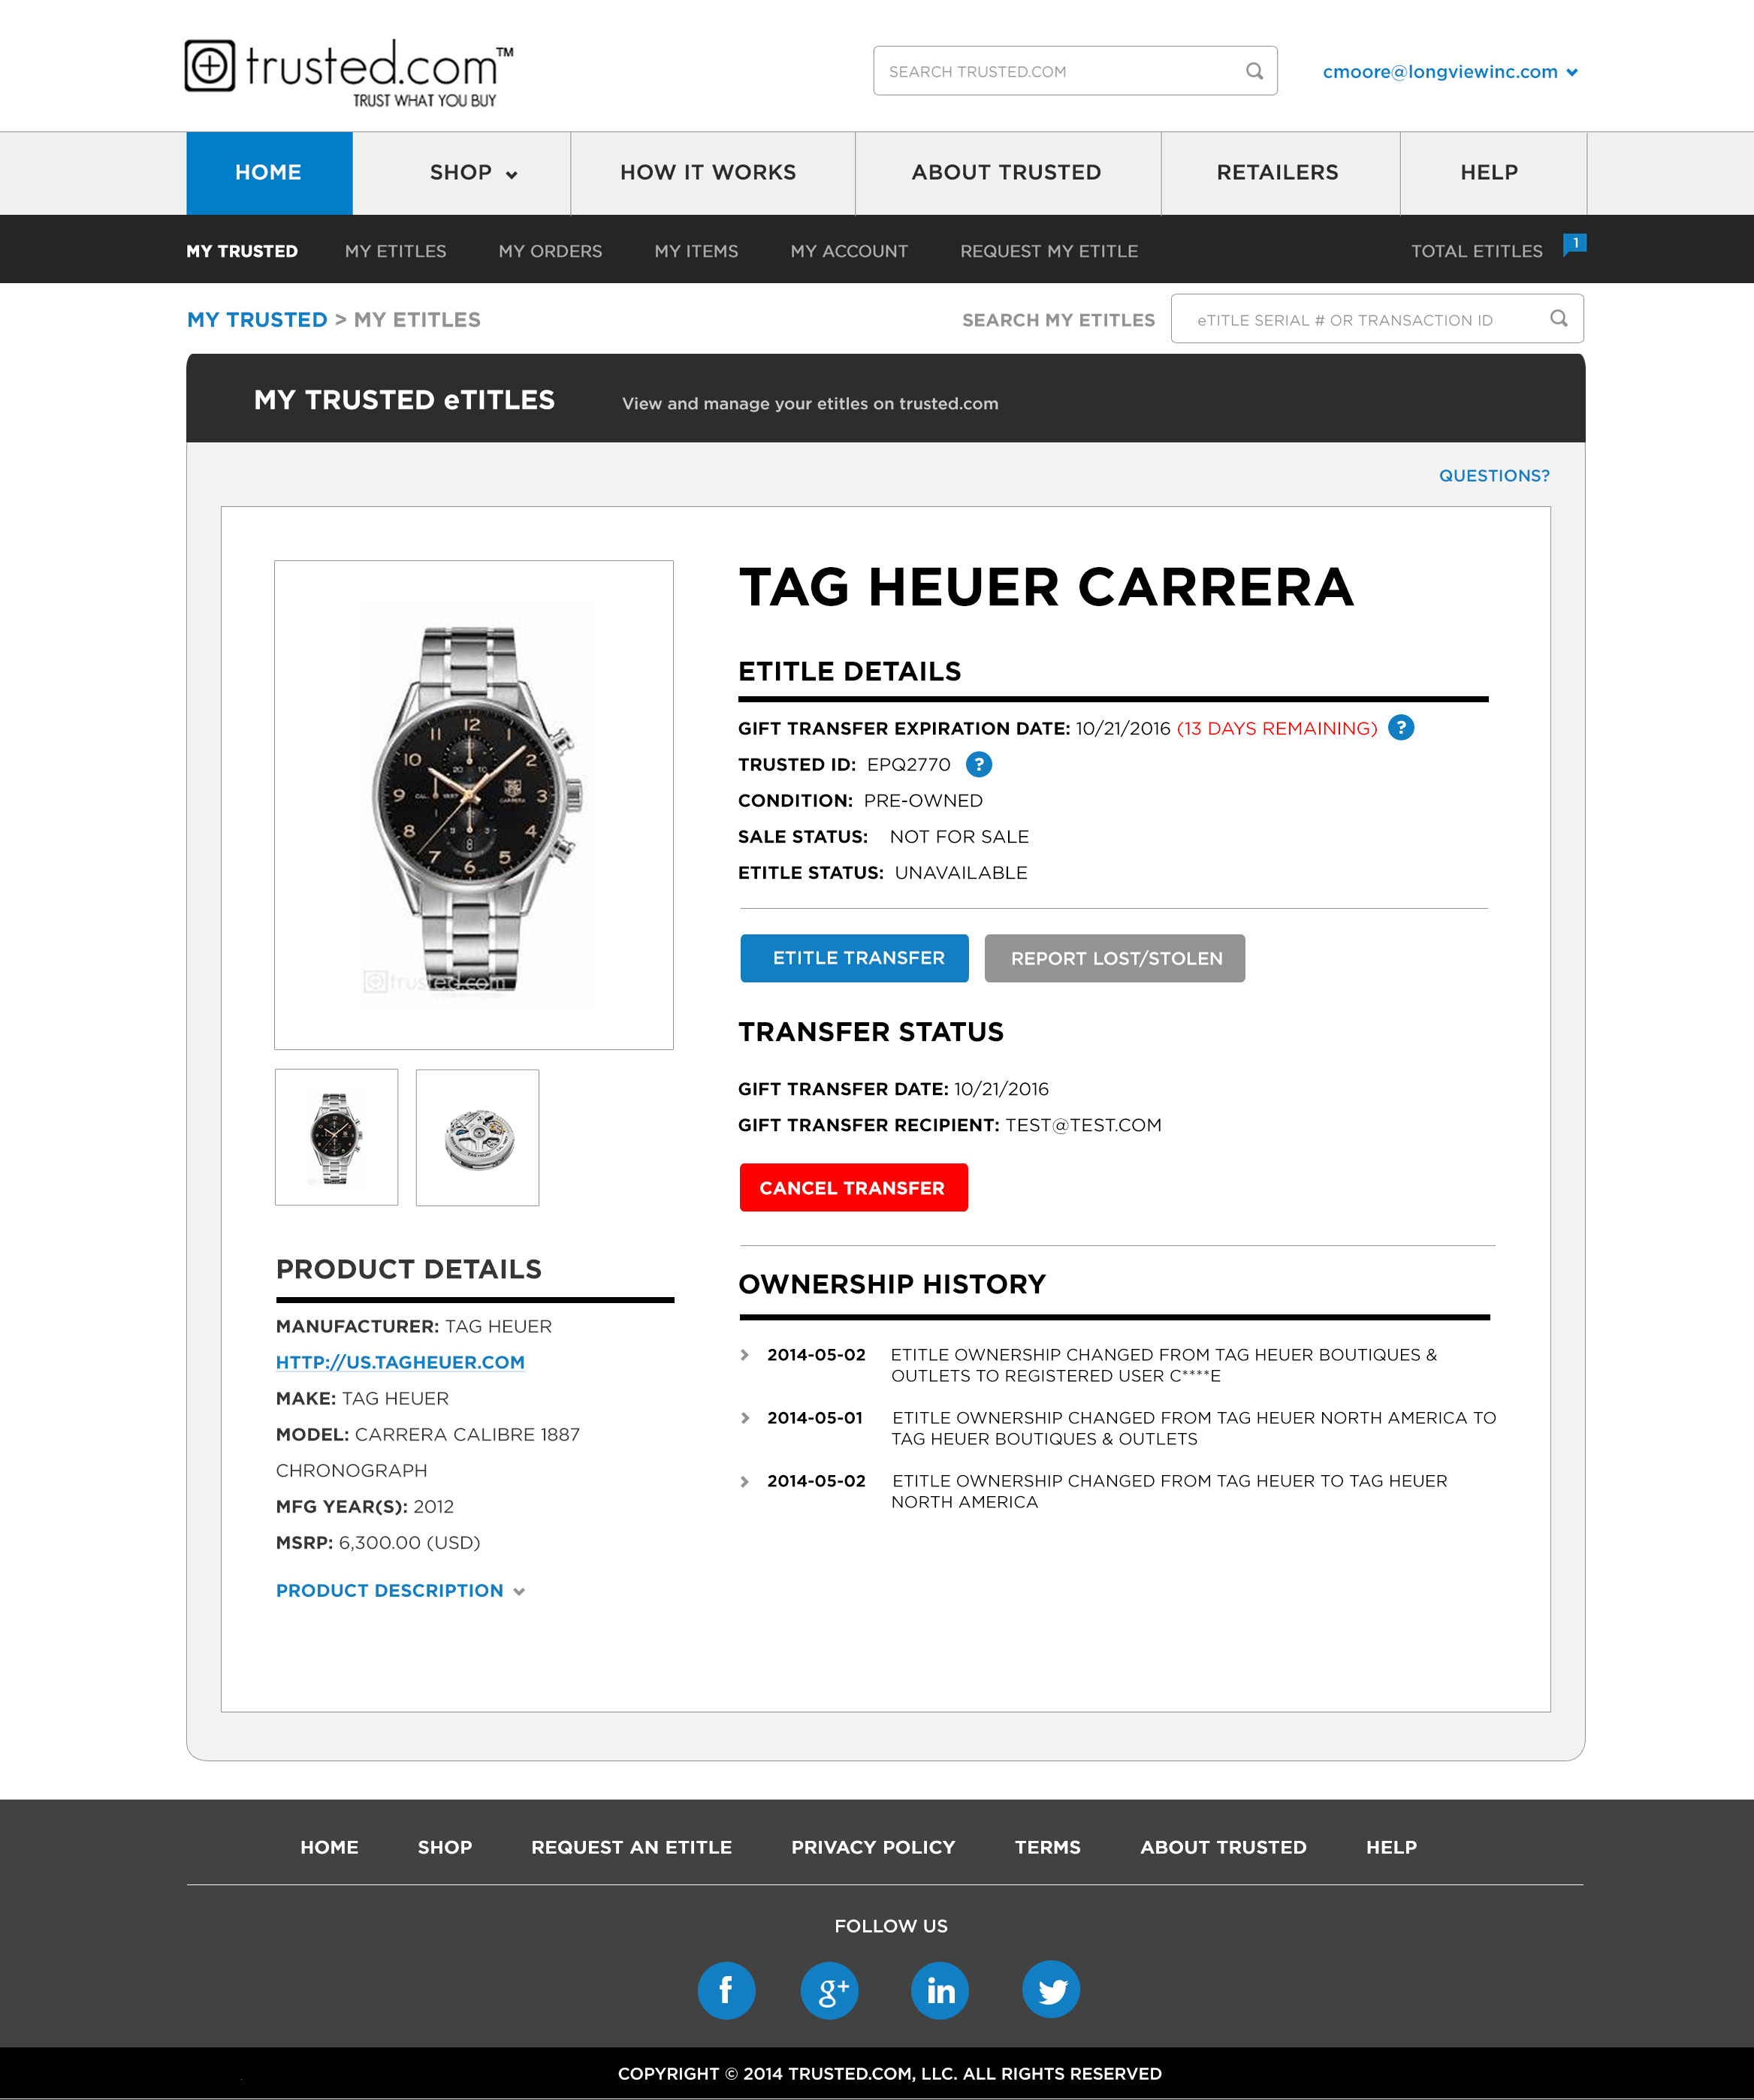 trusted.com™
TRUST WHAT YOU BUY
SEARCH TRUSTED.COM
cmoore@longviewinc.com
HOME
SHOP
HOW IT WORKS
ABOUT TRUSTED
RETAILERS
HELP
MY TRUSTED
MY ETITLES
MY ORDERS
MY ITEMS
MY ACCOUNT
REQUEST MY ETITLE
TOTAL ETITLES
1
MY TRUSTED > MY ETITLES
SEARCH MY ETITLES
eTITLE SERIAL # OR TRANSACTION ID
MY TRUSTED eTITLES
View and manage your etitles on trusted.com
QUESTIONS?
TAG HEUER CARRERA
ETITLE DETAILS
GIFT TRANSFER EXPIRATION DATE: 10/21/2016 (13 DAYS REMAINING) ?
TRUSTED ID: EPQ2770 ?
CONDITION: PRE-OWNED
SALE STATUS: NOT FOR SALE
ETITLE STATUS: UNAVAILABLE
trusted.com
ETITLE TRANSFER
REPORT LOST/STOLEN
TRANSFER STATUS
GIFT TRANSFER DATE: 10/21/2016
GIFT TRANSFER RECIPIENT: TEST@TEST.COM
CANCEL TRANSFER
PRODUCT DETAILS
MANUFACTURER: TAG HEUER
HTTP://US.TAGHEUER.COM
MAKE: TAG HEUER
MODEL: CARRERA CALIBRE 1887
CHRONOGRAPH
MFG YEAR(S): 2012
MSRP: 6,300.00 (USD)
PRODUCT DESCRIPTION
OWNERSHIP HISTORY
2014-05-02 ETITLE OWNERSHIP CHANGED FROM TAG HEUER BOUTIQUES &
OUTLETS TO REGISTERED USER C****E
2014-05-01 ETITLE OWNERSHIP CHANGED FROM TAG HEUER NORTH AMERICA TO
TAG HEUER BOUTIQUES & OUTLETS
2014-05-02 ETITLE OWNERSHIP CHANGED FROM TAG HEUER TO TAG HEUER
NORTH AMERICA
HOME
SHOP
REQUEST AN ETITLE
PRIVACY POLICY
TERMS
ABOUT TRUSTED
HELP
FOLLOW US
f
g+
in
COPYRIGHT © 2014 TRUSTED.COM, LLC. ALL RIGHTS RESERVED